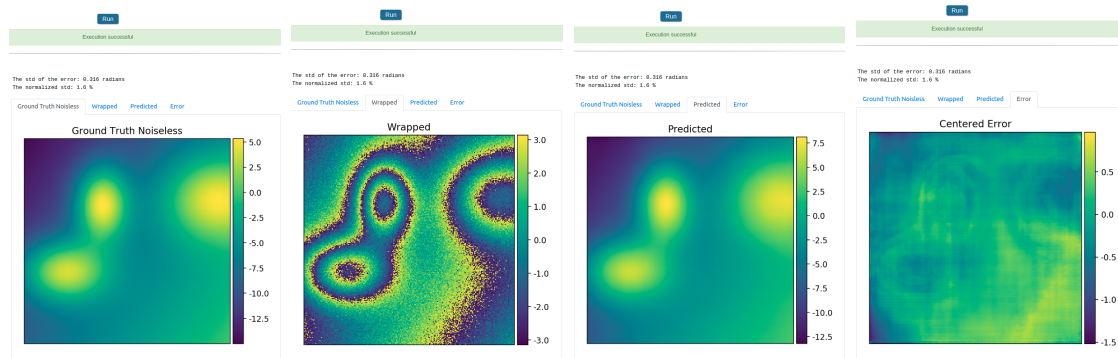 Run
Execution successful
The std of the error: 0.316 radians
The normalized std: 1.6 %
Ground Truth Noiseless Wrapped Predicted Error
Ground Truth Noiseless
5.0
2.5
0.0
-2.5
-5.0
-7.5
-10.0
-12.5
Run
Execution successful
The std of the error: 0.316 radians
The normalized std: 1.6 %
Ground Truth Noiseless Wrapped Predicted Error
Wrapped
3.0
2.0
1.0
0.0
-1.0
-2.0
-3.0
Run
Execution successful
The std of the error: 0.316 radians
The normalized std: 1.6 %
Ground Truth Noiseless Wrapped Predicted Error
Predicted
7.5
5.0
2.5
0.0
-2.5
-5.0
-7.5
-10.0
-12.5
Run
Execution successful
The std of the error: 0.316 radians
The normalized std: 1.6 %
Ground Truth Noiseless Wrapped Predicted Error
Centered Error
0.5
0.0
-0.5
-1.0
-1.5